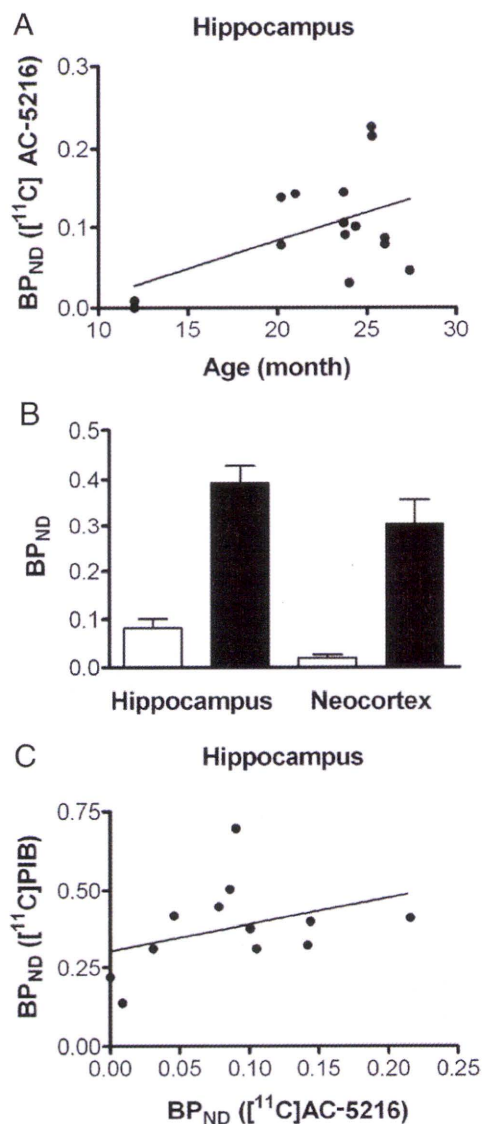 A
Hippocampus
BPND ([11C] AC-5216)
0.3
0.2
0.1
0.0
10 15 20 25 30
Age (month)
B
BPND
0.5
0.4
0.3
0.2
0.1
0.0
Hippocampus Neocortex
C
Hippocampus
BPND ([11C]PIB)
0.75
0.50
0.25
0.00
0.00 0.05 0.10 0.15 0.20 0.25
BPND ([11C]AC-5216)